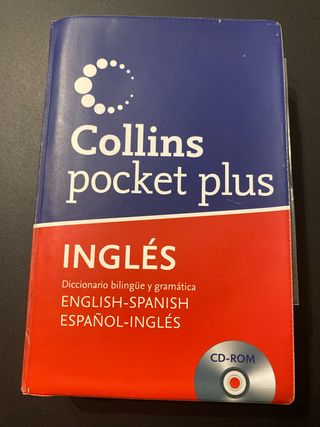 Collins
pocket plus
INGLÉS
Diccionario bilingüe y gramática
ENGLISH-SPANISH
ESPAÑOL-INGLÉS
CD-ROM